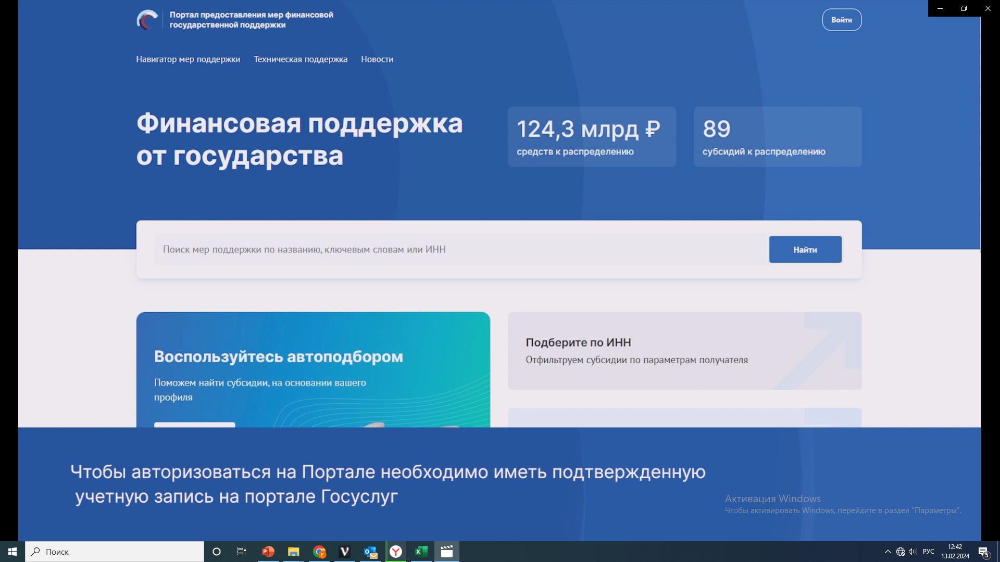 Портал предоставления мер финансовой
государственной поддержки
Войти
Навигатор мер поддержки Техническая поддержка Новости
Финансовая поддержка
от государства
124,3 млрд ₽
средств к распределению
89
субсидий к распределению
Поиск мер поддержки по названию, ключевым словам или ИНН
Найти
Воспользуйтесь автоподбором
Поможем найти субсидии, на основании вашего
профиля
Подберите по ИНН
Отфильтруем субсидии по параметрам получателя
Чтобы авторизоваться на Портале необходимо иметь подтвержденную
учетную запись на портале Госуслуг
Активация Windows
Чтобы активировать Windows, перейдите в раздел "Параметры".
Поиск
РУС
12:42
13.02.2024
5